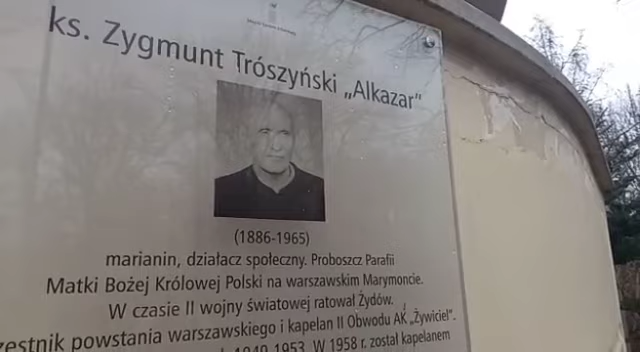 ks. Zygmunt Trószyński „Alkazar”
(1886-1965)
marianin, działacz społeczny. Proboszcz Parafii
Matki Bożej Królowej Polski na warszawskim Marymoncie.
W czasie II wojny światowej ratował Żydów.
powstania warszawskiego i kapelan II Obwodu AK „Żywiciel”.
1953. W 1958 r. został kapelanem